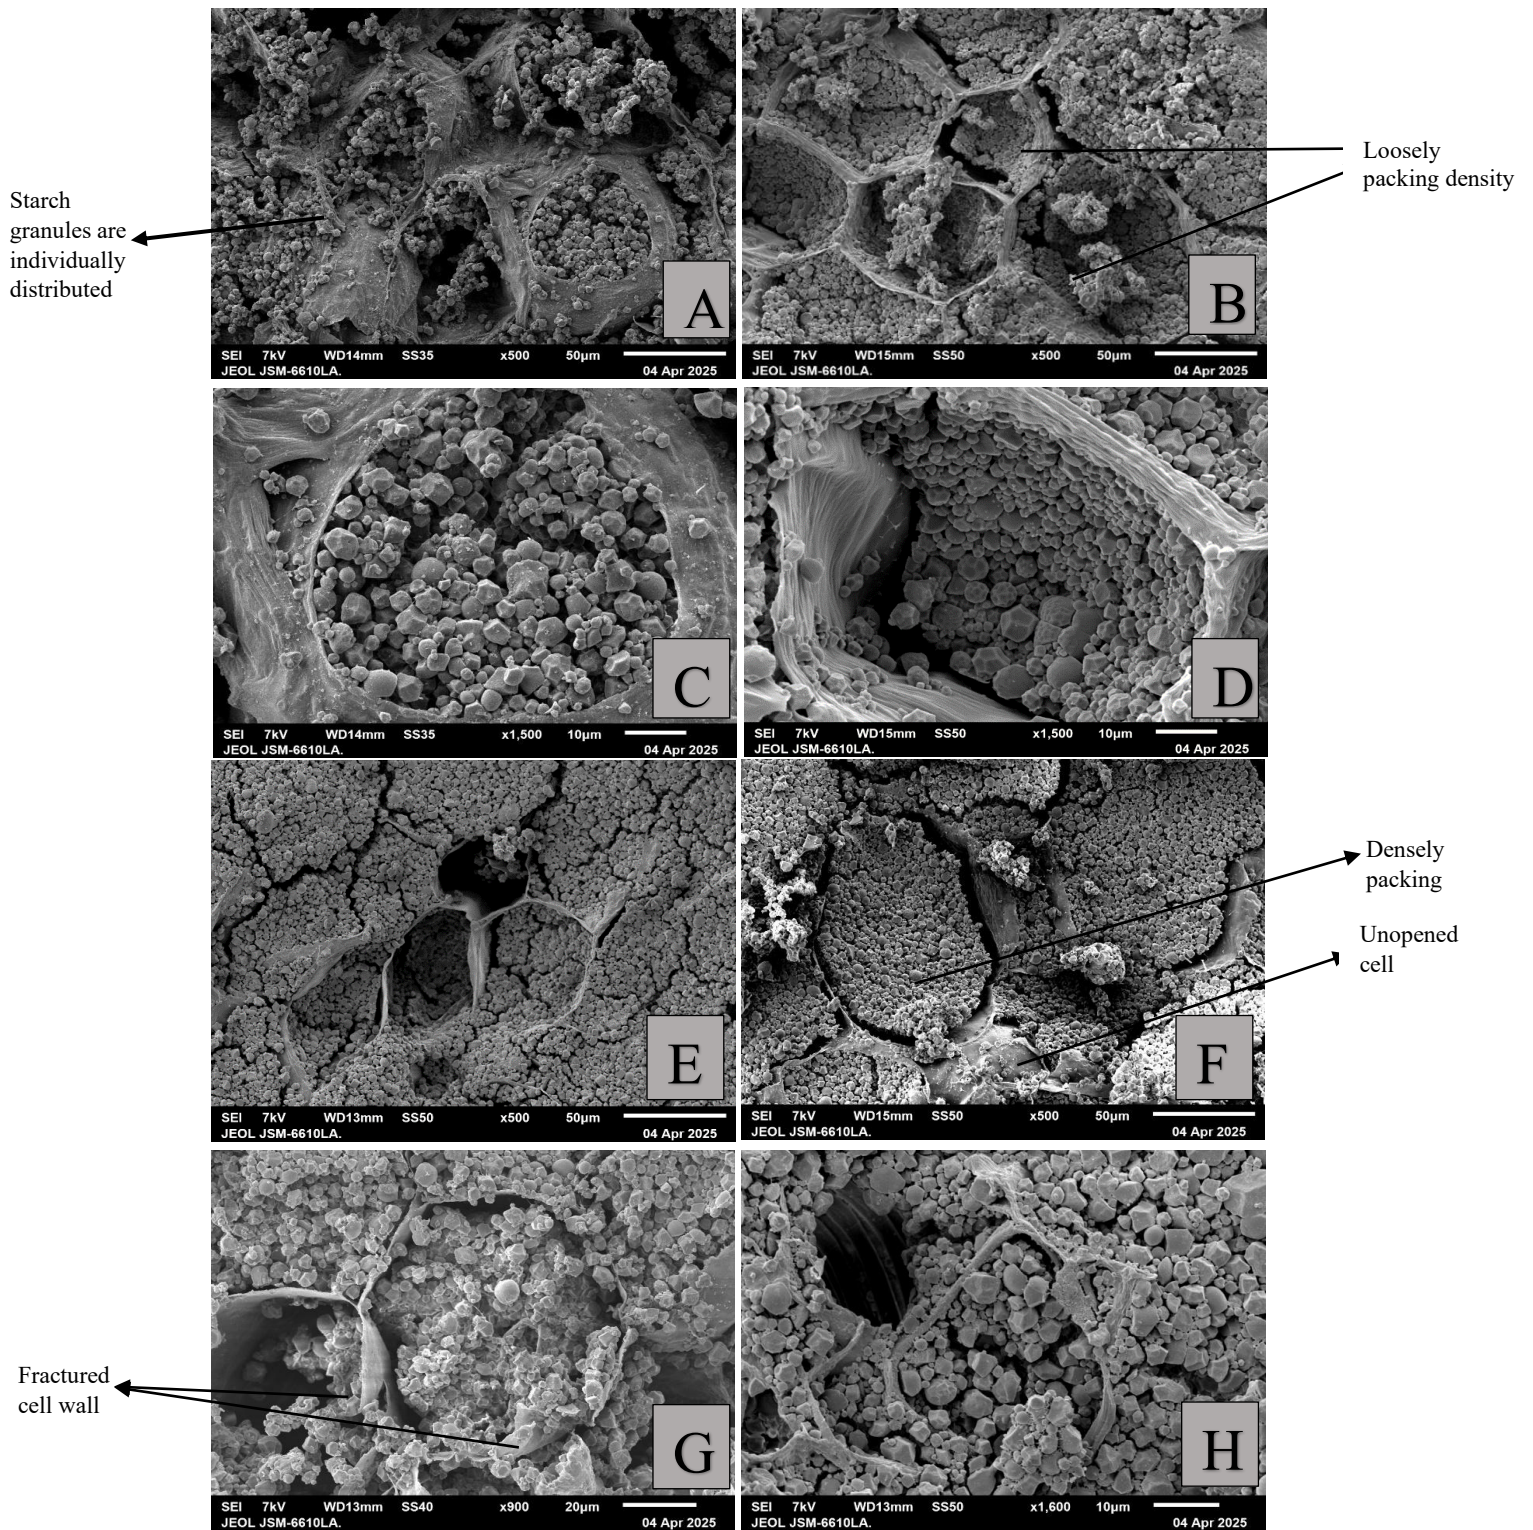 Starch
granules are
individually
distributed
A
SEI 7kV WD14mm SS35 x500 50µm
JEOL JSM-6610LA. 04 Apr 2025
B
SEI 7kV WD15mm SS50 x500 50µm
JEOL JSM-6610LA. 04 Apr 2025
Loosely
packing density
C
SEI 7kV WD14mm SS35 x1,500 10µm
JEOL JSM-6610LA. 04 Apr 2025
D
SEI 7kV WD15mm SS50 x1,500 10µm
JEOL JSM-6610LA. 04 Apr 2025
E
SEI 7kV WD13mm SS50 x500 50µm
JEOL JSM-6610LA. 04 Apr 2025
F
SEI 7kV WD15mm SS50 x500 50µm
JEOL JSM-6610LA. 04 Apr 2025
Densely
packing
Unopened
cell
Fractured
cell wall
G
SEI 7kV WD13mm SS40 x900 20µm
JEOL JSM-6610LA. 04 Apr 2025
H
SEI 7kV WD13mm SS50 x1,600 10µm
JEOL JSM-6610LA. 04 Apr 2025